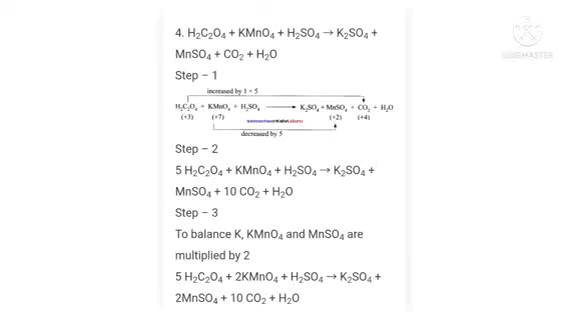 4. H₂C₂O₄ + KMnO₄ + H₂SO₄ → K₂SO₄ +
MnSO₄ + CO₂ + H₂O
Step – 1
increased by 1 × 5
H₂C₂O₄ + KMnO₄ + H₂SO₄ → K₂SO₄ + MnSO₄ + CO₂ + H₂O
(+3) (+7) (+2) (+4)
decreased by 5
Step – 2
5 H₂C₂O₄ + KMnO₄ + H₂SO₄ → K₂SO₄ +
MnSO₄ + 10 CO₂ + H₂O
Step – 3
To balance K, KMnO₄ and MnSO₄ are
multiplied by 2
5 H₂C₂O₄ + 2KMnO₄ + H₂SO₄ → K₂SO₄ +
2MnSO₄ + 10 CO₂ + H₂O